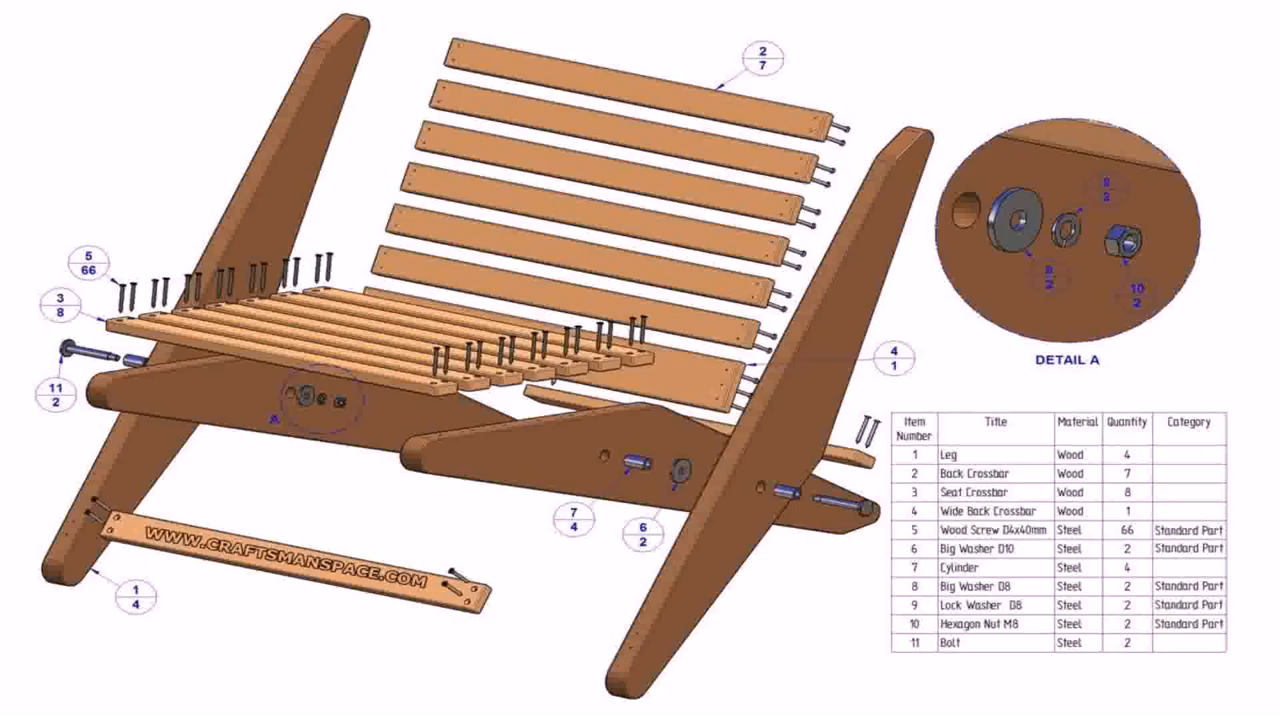 2
7
5
66
3
8
11
2
A
1
4
WWW.CRAFTSMANSPACE.COM
7
4
6
2
4
1
9
2
8
2
10
2
DETAIL A
Item Number Title Material Quantity Category
1 Leg Wood 4
2 Back Crossbar Wood 7
3 Seat Crossbar Wood 8
4 Wide Back Crossbar Wood 1
5 Wood Screw D4x40mm Steel 66 Standard Part
6 Big Washer D10 Steel 2 Standard Part
7 Cylinder Steel 4
8 Big Washer D8 Steel 2 Standard Part
9 Lock Washer D8 Steel 2 Standard Part
10 Hexagon Nut M8 Steel 2 Standard Part
11 Bolt Steel 2